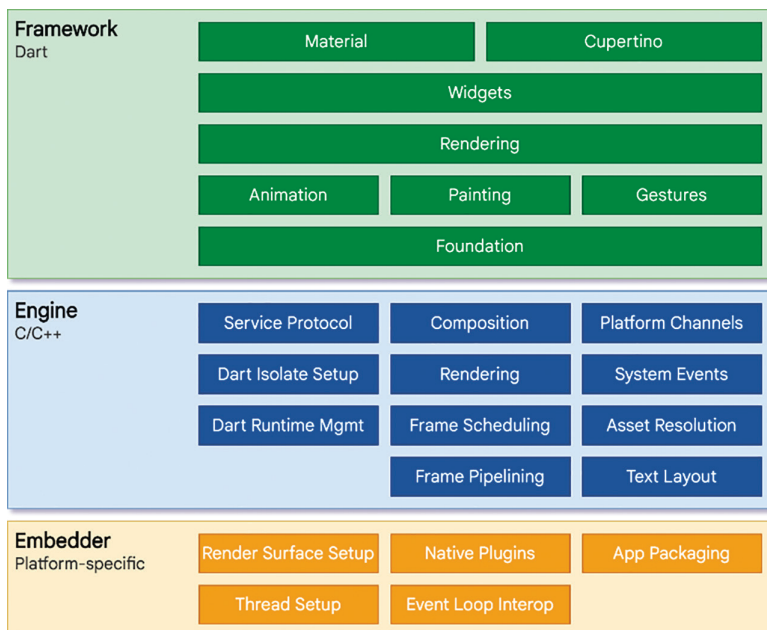 Framework
Dart
Material
Cupertino
Widgets
Rendering
Animation
Painting
Gestures
Foundation
Engine
C/C++
Service Protocol
Composition
Platform Channels
Dart Isolate Setup
Rendering
System Events
Dart Runtime Mgmt
Frame Scheduling
Asset Resolution
Frame Pipelining
Text Layout
Embedder
Platform-specific
Render Surface Setup
Native Plugins
App Packaging
Thread Setup
Event Loop Interop